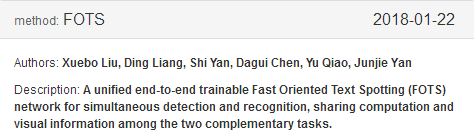 method: FOTS 2018-01-22
Authors: Xuebo Liu, Ding Liang, Shi Yan, Dagui Chen, Yu Qiao, Junjie Yan
Description: A unified end-to-end trainable Fast Oriented Text Spotting (FOTS)
network for simultaneous detection and recognition, sharing computation and
visual information among the two complementary tasks.